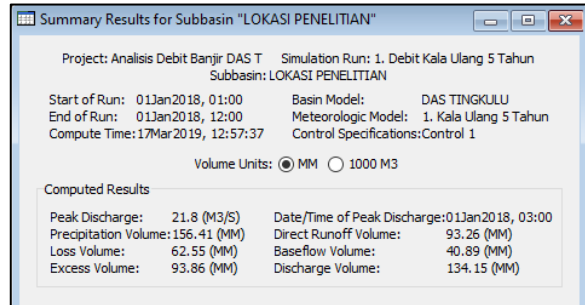 Summary Results for Subbasin "LOKASI PENELITIAN"
Project: Analisis Debit Banjir DAS T Simulation Run: 1. Debit Kala Ulang 5 Tahun
Subbasin: LOKASI PENELITIAN
Start of Run: 01Jan2018, 01:00 Basin Model: DAS TINGKULU
End of Run: 01Jan2018, 12:00 Meteorologic Model: 1. Kala Ulang 5 Tahun
Compute Time:17Mar2019, 12:57:37 Control Specifications:Control 1
Volume Units: MM 1000 M3
Computed Results
Peak Discharge: 21.8 (M3/S) Date/Time of Peak Discharge:01Jan2018, 03:00
Precipitation Volume:156.41 (MM) Direct Runoff Volume: 93.26 (MM)
Loss Volume: 62.55 (MM) Baseflow Volume: 40.89 (MM)
Excess Volume: 93.86 (MM) Discharge Volume: 134.15 (MM)